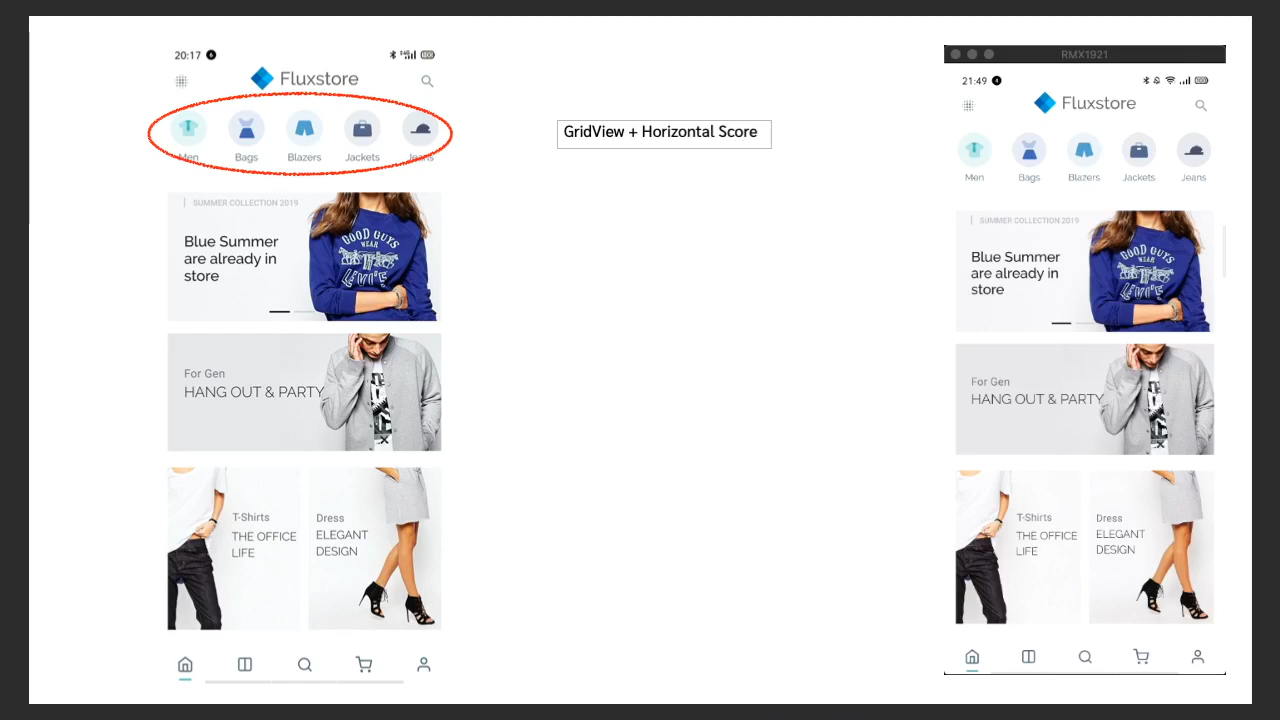 20:17
Fluxstore
Men
Bags
Blazers
Jackets
Jeans
SUMMER COLLECTION 2019
Blue Summer
are already in
store
GOOD GUYS
WEAR
LEVI'S
For Gen
HANG OUT & PARTY
T-Shirts
THE OFFICE
LIFE
Dress
ELEGANT
DESIGN
GridView + Horizontal Score
RMX1921
21:49
Fluxstore
Men
Bags
Blazers
Jackets
Jeans
SUMMER COLLECTION 2019
Blue Summer
are already in
store
GOOD GUYS
WEAR
LEVI'S
For Gen
HANG OUT & PARTY
T-Shirts
THE OFFICE
LIFE
Dress
ELEGANT
DESIGN